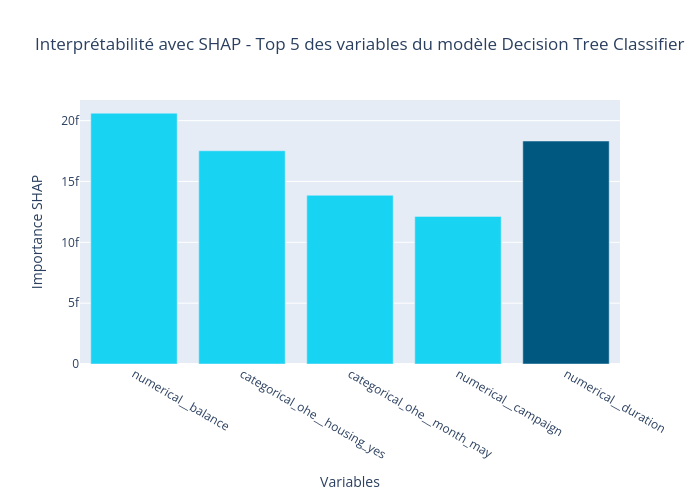 Interprétabilité avec SHAP - Top 5 des variables du modèle Decision Tree Classifier
Importance SHAP
20f
15f
10f
5f
0
numerical__balance
categorical_ohe__housing_yes
categorical_ohe__month_may
numerical__campaign
numerical__duration
Variables